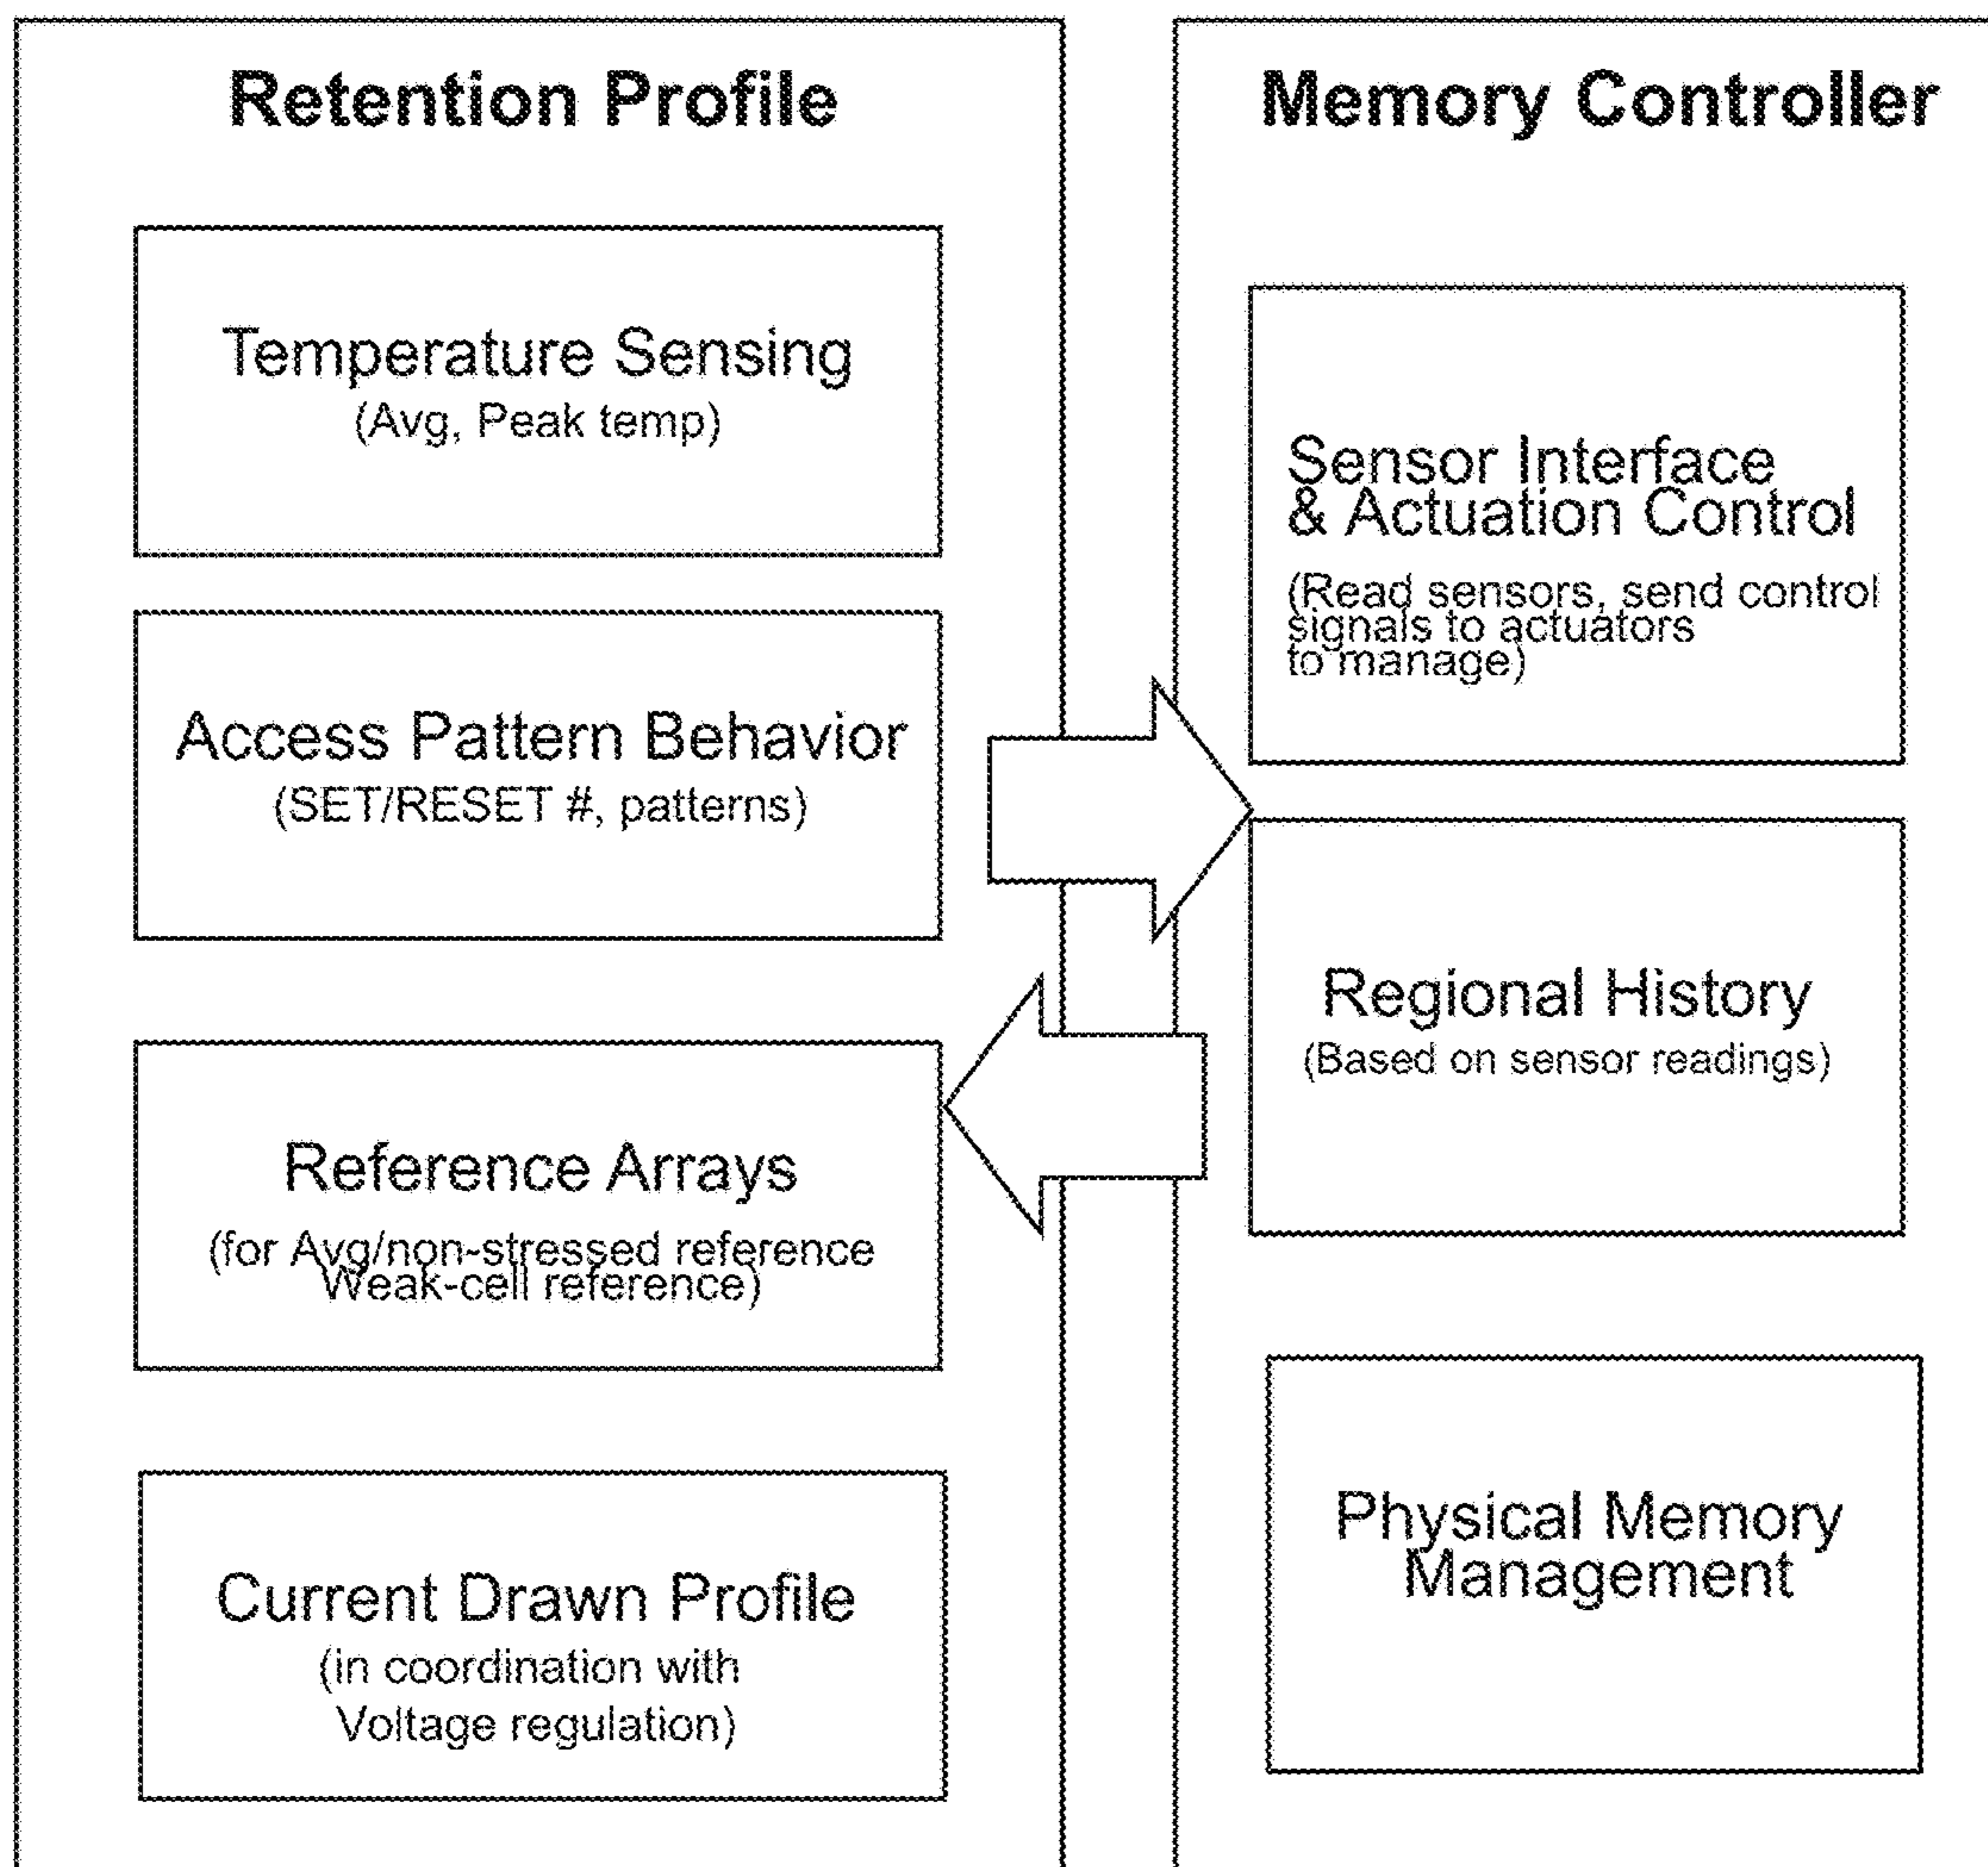 Retention Profile
Temperature Sensing
(Avg, Peak temp)
Access Pattern Behavior
(SET/RESET #, patterns)
Reference Arrays
(for Avg/non-stressed reference
Weak-cell reference)
Current Drawn Profile
(in coordination with
Voltage regulation)
Memory Controller
Sensor Interface
& Actuation Control
(Read sensors, send control
signals to actuators
to manage)
Regional History
(Based on sensor readings)
Physical Memory
Management